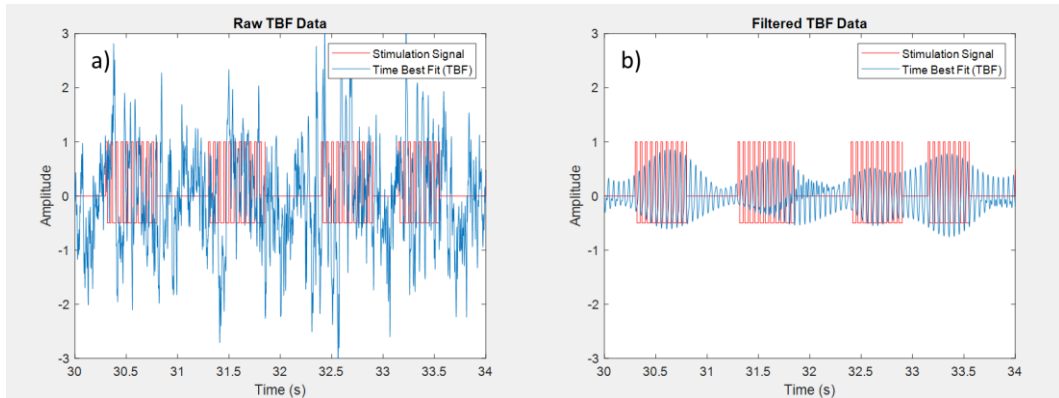 Raw TBF Data
a)
Stimulation Signal
Time Best Fit (TBF)
3
2
1
0
-1
-2
-3
Amplitude
30
30.5
31
31.5
32
32.5
33
33.5
34
Time (s)
Filtered TBF Data
b)
Stimulation Signal
Time Best Fit (TBF)
3
2
1
0
-1
-2
-3
Amplitude
30
30.5
31
31.5
32
32.5
33
33.5
34
Time (s)